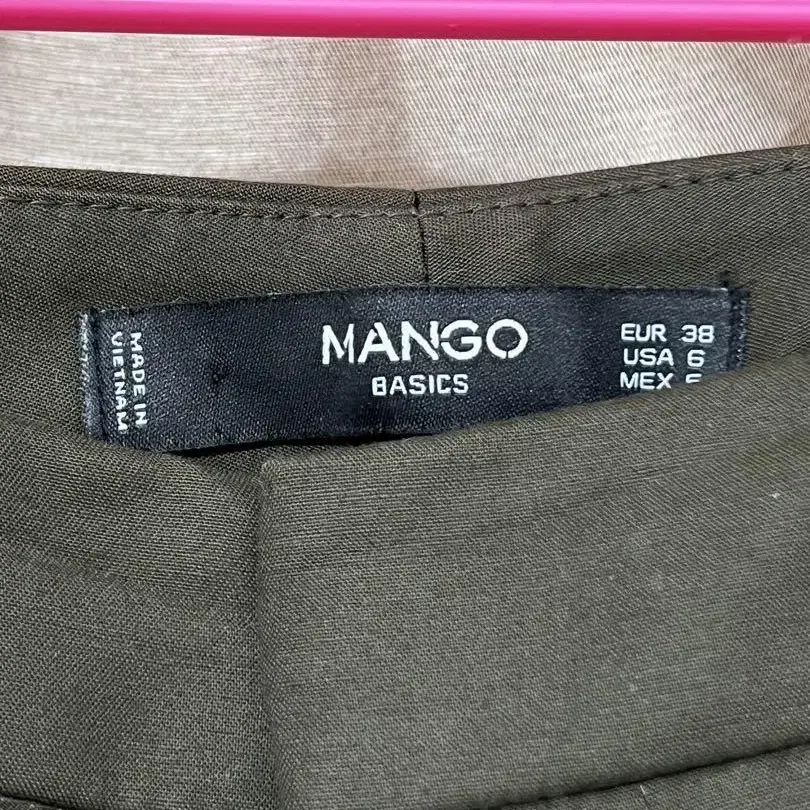 MADE IN
VIETNAM
MANGO
BASICS
EUR 38
USA 6
MEX